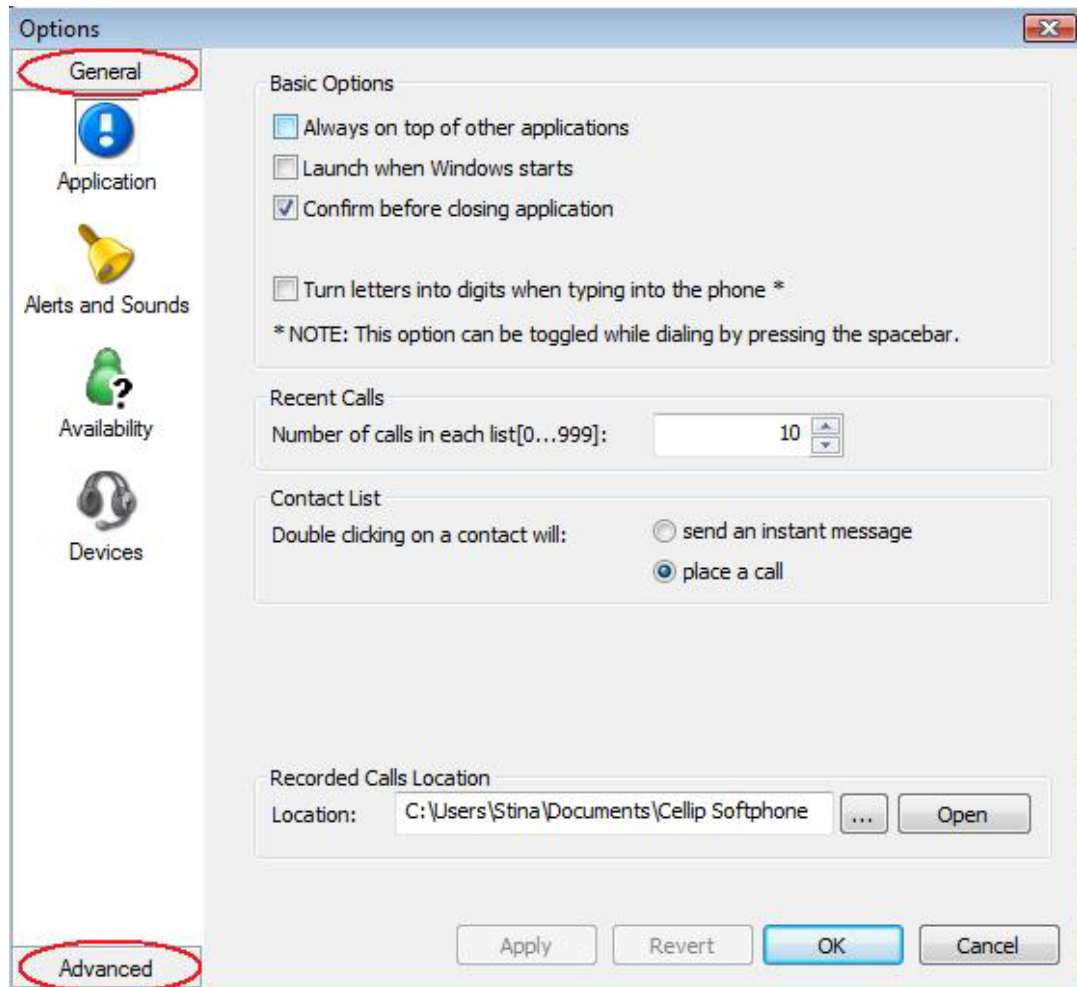 Options
General
Application
Alerts and Sounds
Availability
Devices
Advanced
Basic Options
Always on top of other applications
Launch when Windows starts
Confirm before closing application
Turn letters into digits when typing into the phone *
* NOTE: This option can be toggled while dialing by pressing the spacebar.
Recent Calls
Number of calls in each list[0...999]: 10
Contact List
Double clicking on a contact will: send an instant message
place a call
Recorded Calls Location
Location: C:\Users\Stina\Documents\Cellip Softphone ... Open
Apply Revert OK Cancel